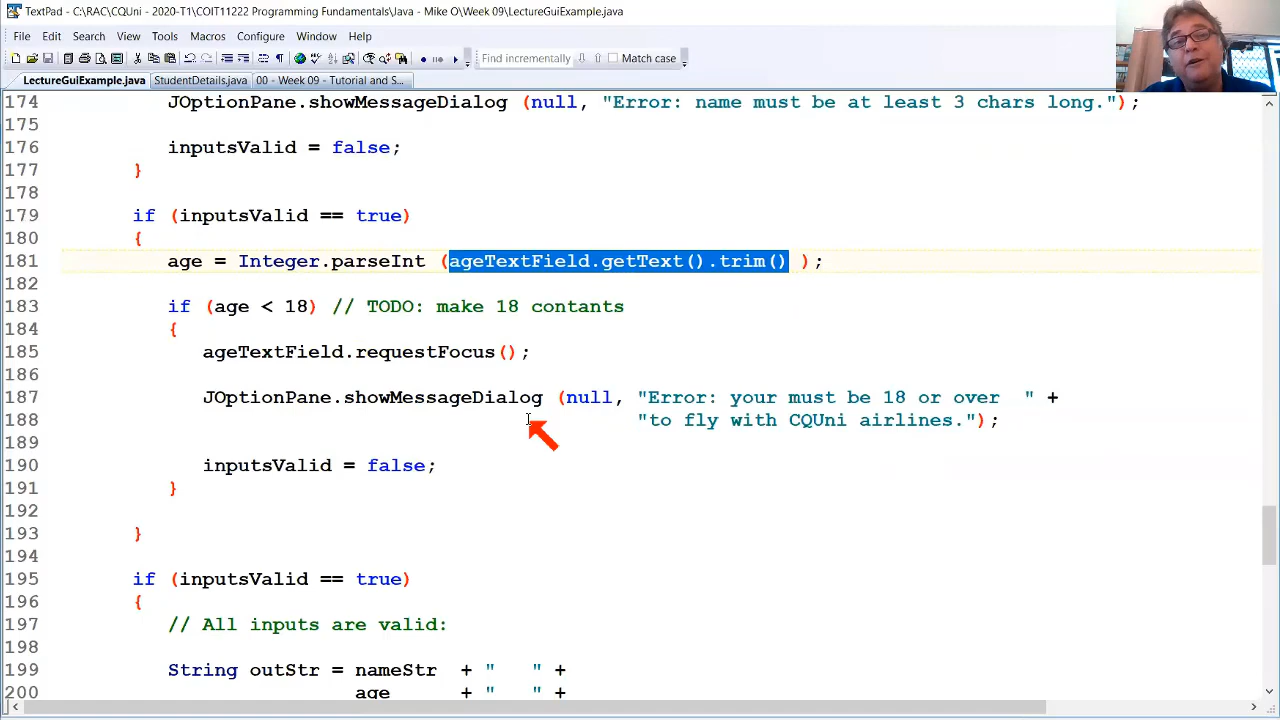 TextPad - C:\RAC\CQUni - 2020-T1\COIT11222 Programming Fundamentals\Java - Mike O\Week 09\LectureGuiExample.java
File Edit Search View Tools Macros Configure Window Help
Find incrementally Match case
LectureGuiExample.java StudentDetails.java 00 - Week 09 - Tutorial and S...
174 JOptionPane.showMessageDialog (null, "Error: name must be at least 3 chars long.");
175
176 inputsValid = false;
177 }
178
179 if (inputsValid == true)
180 {
181 age = Integer.parseInt (ageTextField.getText().trim() );
182
183 if (age < 18) // TODO: make 18 contants
184 {
185 ageTextField.requestFocus();
186
187 JOptionPane.showMessageDialog (null, "Error: your must be 18 or over  " +
188 "to fly with CQUni airlines.");
189
190 inputsValid = false;
191 }
192
193 }
194
195 if (inputsValid == true)
196 {
197 // All inputs are valid:
198
199 String outStr = nameStr + "   " +
200 age + "   " +